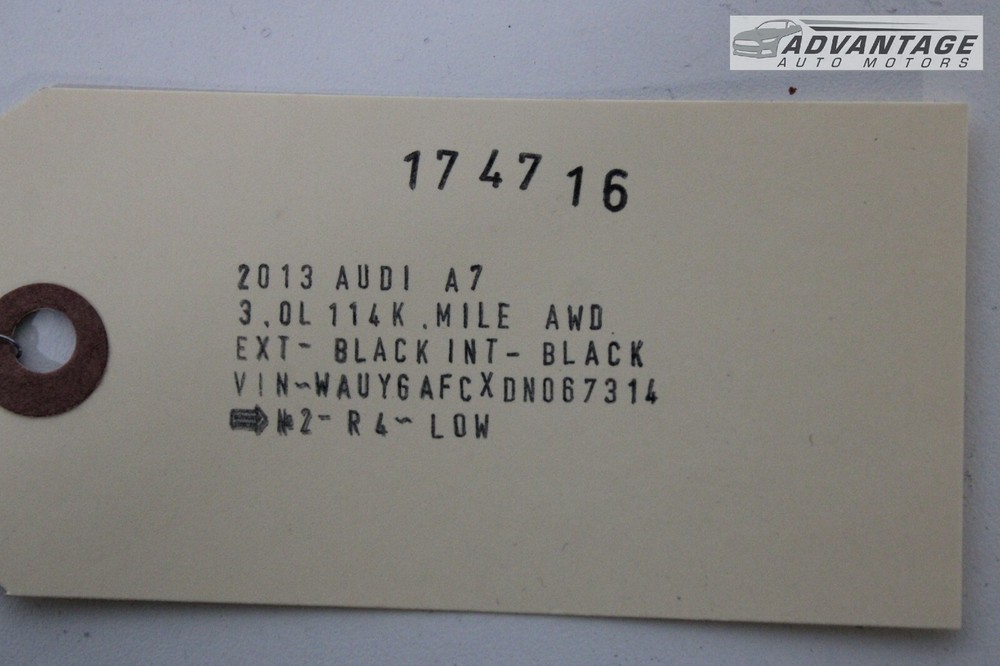 ADVANTAGE
AUTO MOTORS
174716
2013 AUDI A7
3.0L 114K .MILE AWD
EXT- BLACK INT- BLACK
VIN~WAUY6AFCXDN067314
⇨ №2- R4~ LOW